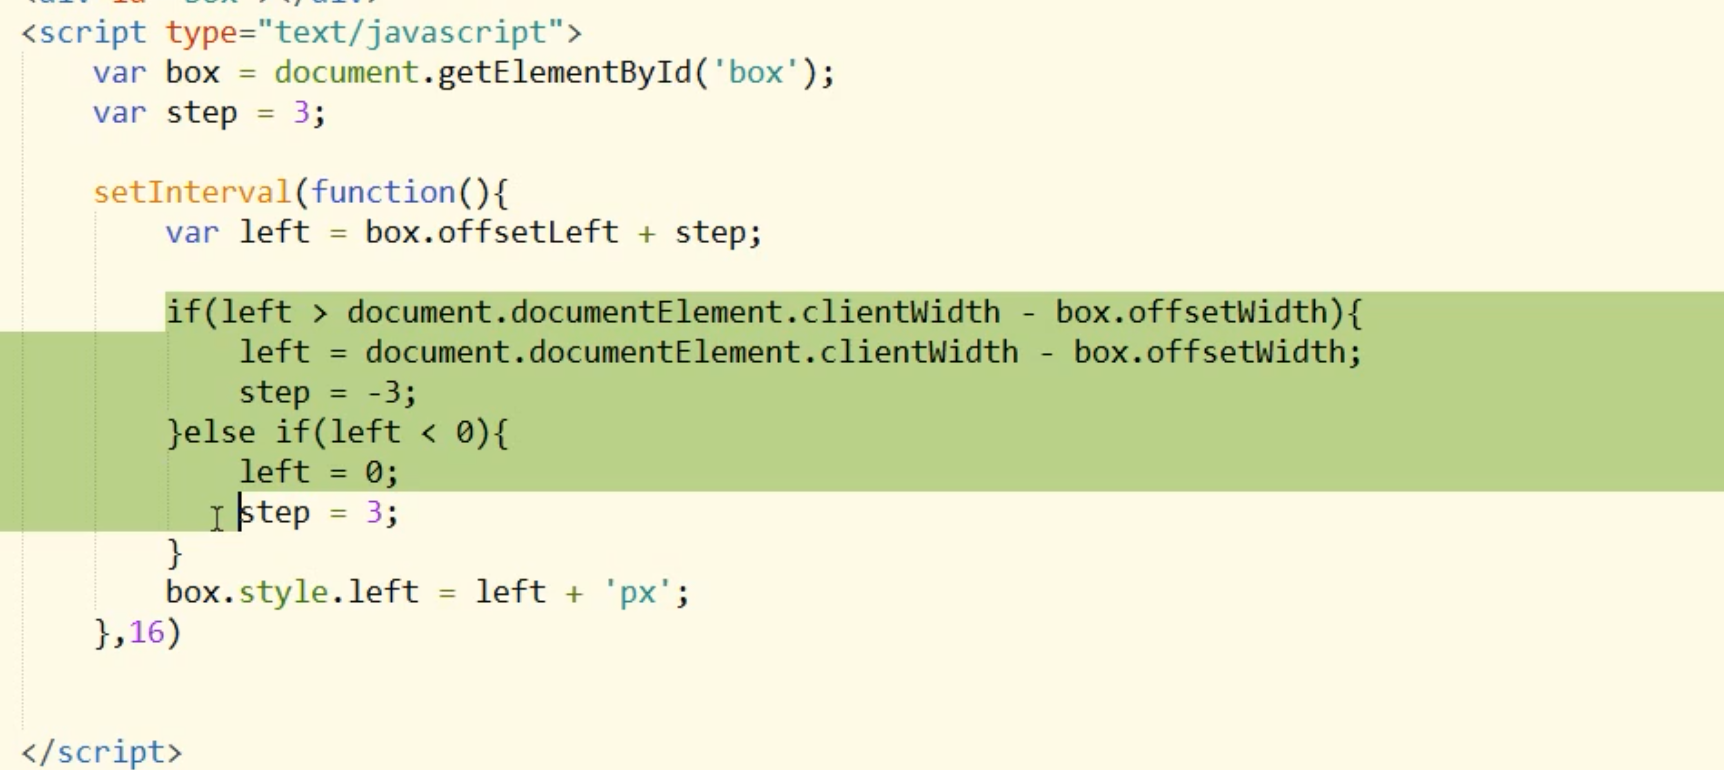 <script type="text/javascript">
var box = document.getElementById('box');
var step = 3;
setInterval(function(){
var left = box.offsetLeft + step;
if(left > document.documentElement.clientWidth - box.offsetWidth){
left = document.documentElement.clientWidth - box.offsetWidth;
step = -3;
}else if(left < 0){
left = 0;
step = 3;
}
box.style.left = left + 'px';
},16)
</script>